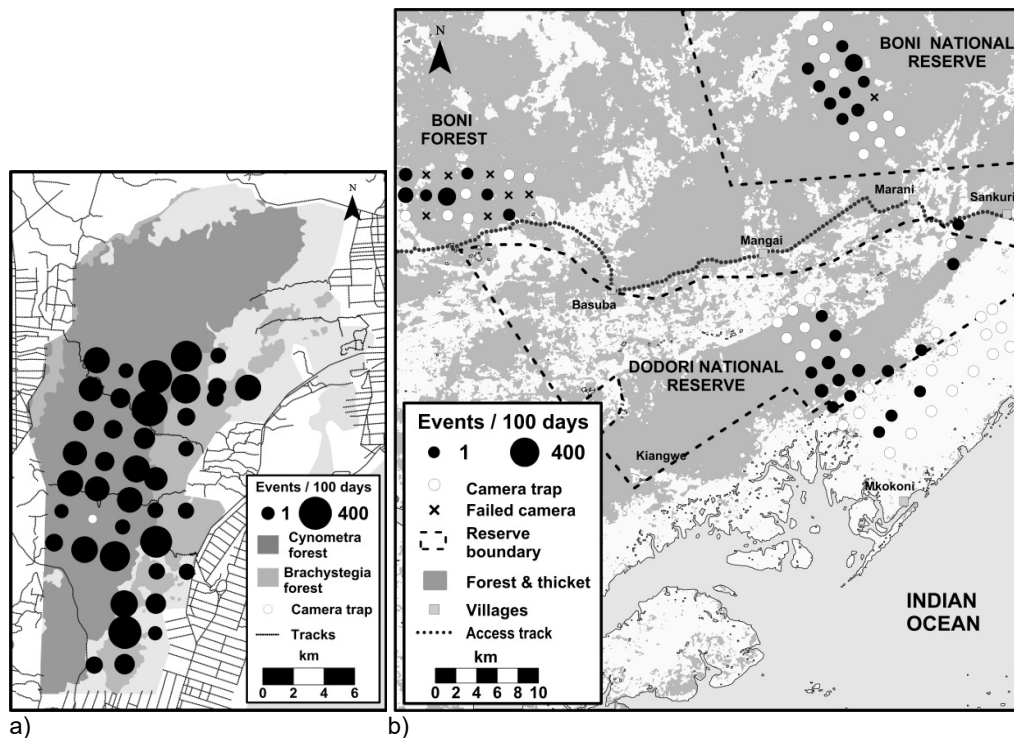 N
Events / 100 days
1
400
Cynometra
forest
Brachystegia
forest
Camera trap
Tracks
km
0 2 4 6
a)
N
BONI NATIONAL
RESERVE
BONI
FOREST
Marani
Sankuri
Mangai
Basuba
DODORI NATIONAL
RESERVE
Kiangwe
Mkokoni
INDIAN
OCEAN
Events / 100 days
1
400
Camera trap
Failed camera
Reserve
boundary
Forest & thicket
Villages
Access track
km
0 2 4 6 8 10
b)